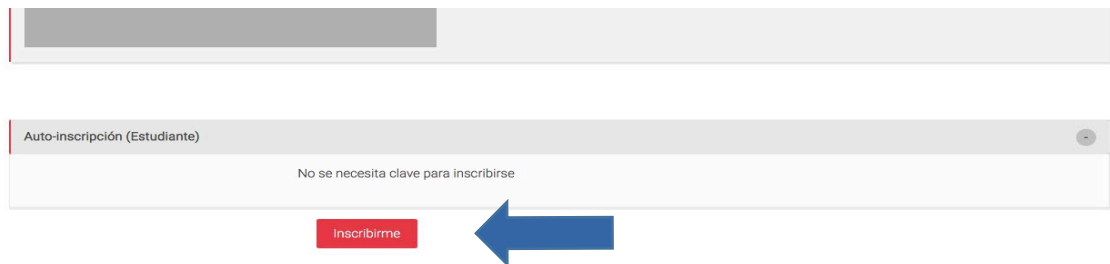 Auto-inscripción (Estudiante)
-
No se necesita clave para inscribirse
Inscribirme